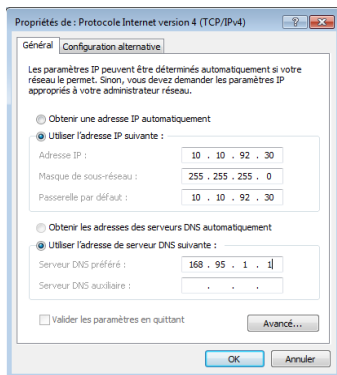 Propriétés de : Protocole Internet version 4 (TCP/IPv4)
Général Configuration alternative
Les paramètres IP peuvent être déterminés automatiquement si votre
réseau le permet. Sinon, vous devez demander les paramètres IP
appropriés à votre administrateur réseau.
Obtenir une adresse IP automatiquement
Utiliser l'adresse IP suivante :
Adresse IP : 10 . 10 . 92 . 30
Masque de sous-réseau : 255 . 255 . 255 . 0
Passerelle par défaut : 10 . 10 . 92 . 30
Obtenir les adresses des serveurs DNS automatiquement
Utiliser l'adresse de serveur DNS suivante :
Serveur DNS préféré : 168 . 95 . 1 . 1
Serveur DNS auxiliaire : . . .
Valider les paramètres en quittant
Avancé...
OK Annuler